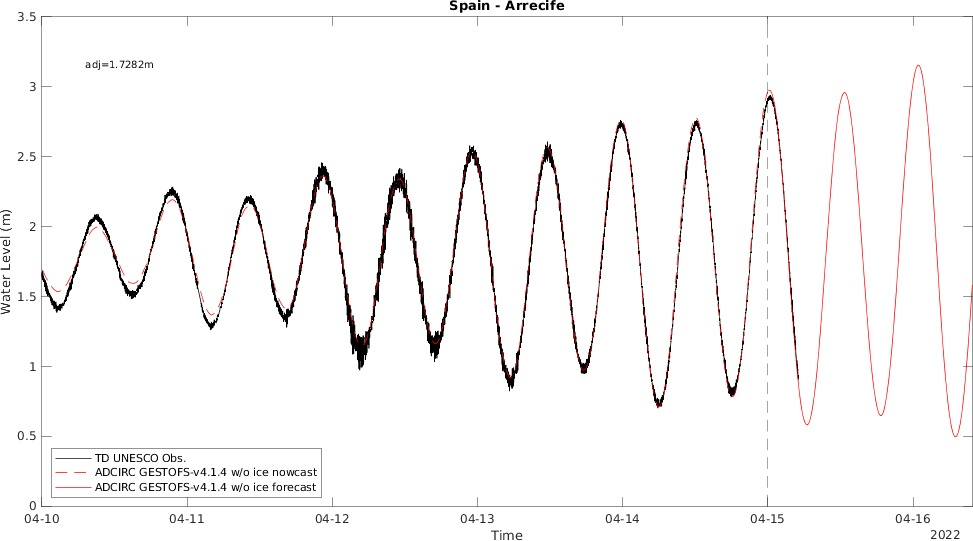 Spain - Arrecife
adj=1.7282m
3.5
3
2.5
2
1.5
1
0.5
0
Water Level (m)
TD UNESCO Obs.
ADCIRC GESTOFS-v4.1.4 w/o ice nowcast
ADCIRC GESTOFS-v4.1.4 w/o ice forecast
04-10 04-11 04-12 04-13 04-14 04-15 04-16
Time
2022